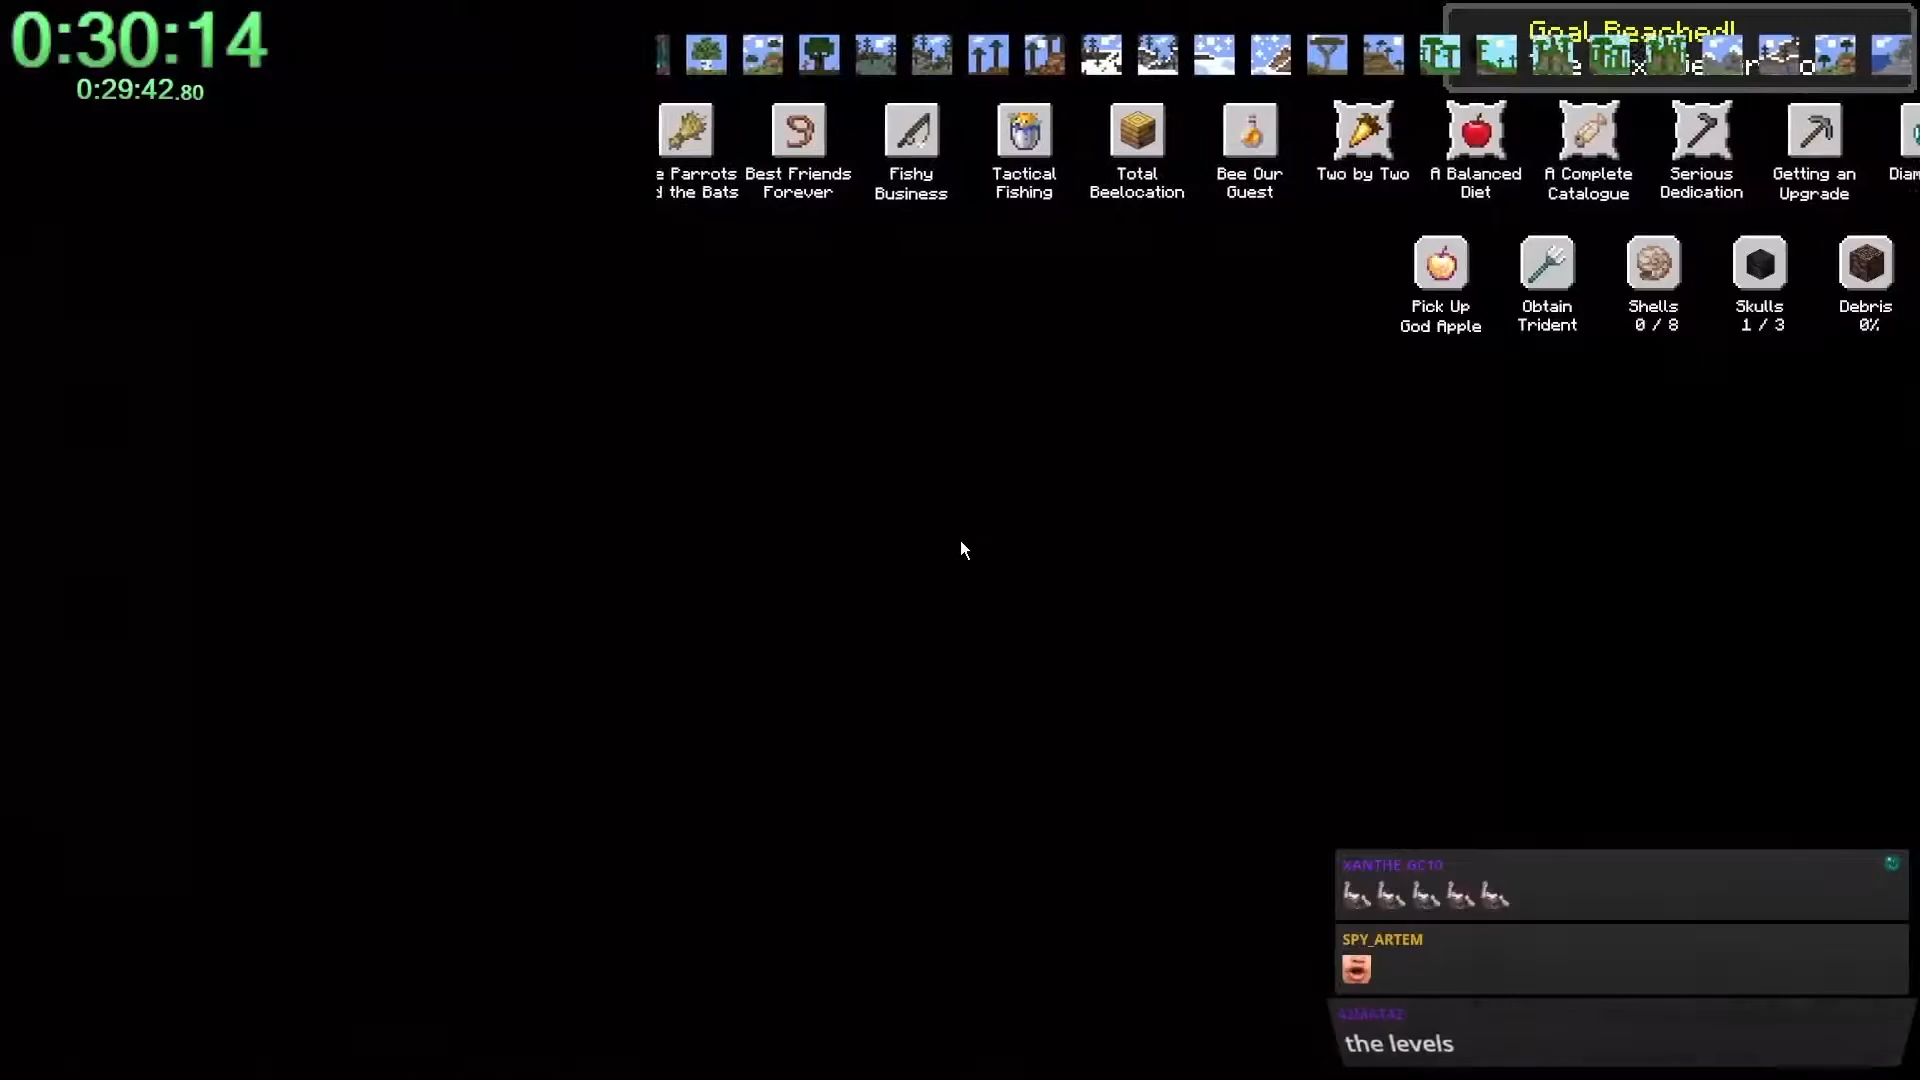 0:30:14
0:29:42.80
Goal Reached!
e Parrots
d the Bats
Best Friends
Forever
Fishy
Business
Tactical
Fishing
Total
Beelocation
Bee Our
Guest
Two by Two
A Balanced
Diet
A Complete
Catalogue
Serious
Dedication
Getting an
Upgrade
Diam
Pick Up
God Apple
Obtain
Trident
Shells
0 / 8
Skulls
1 / 3
Debris
0%
XANTHE GC10
SPY_ARTEM
the levels